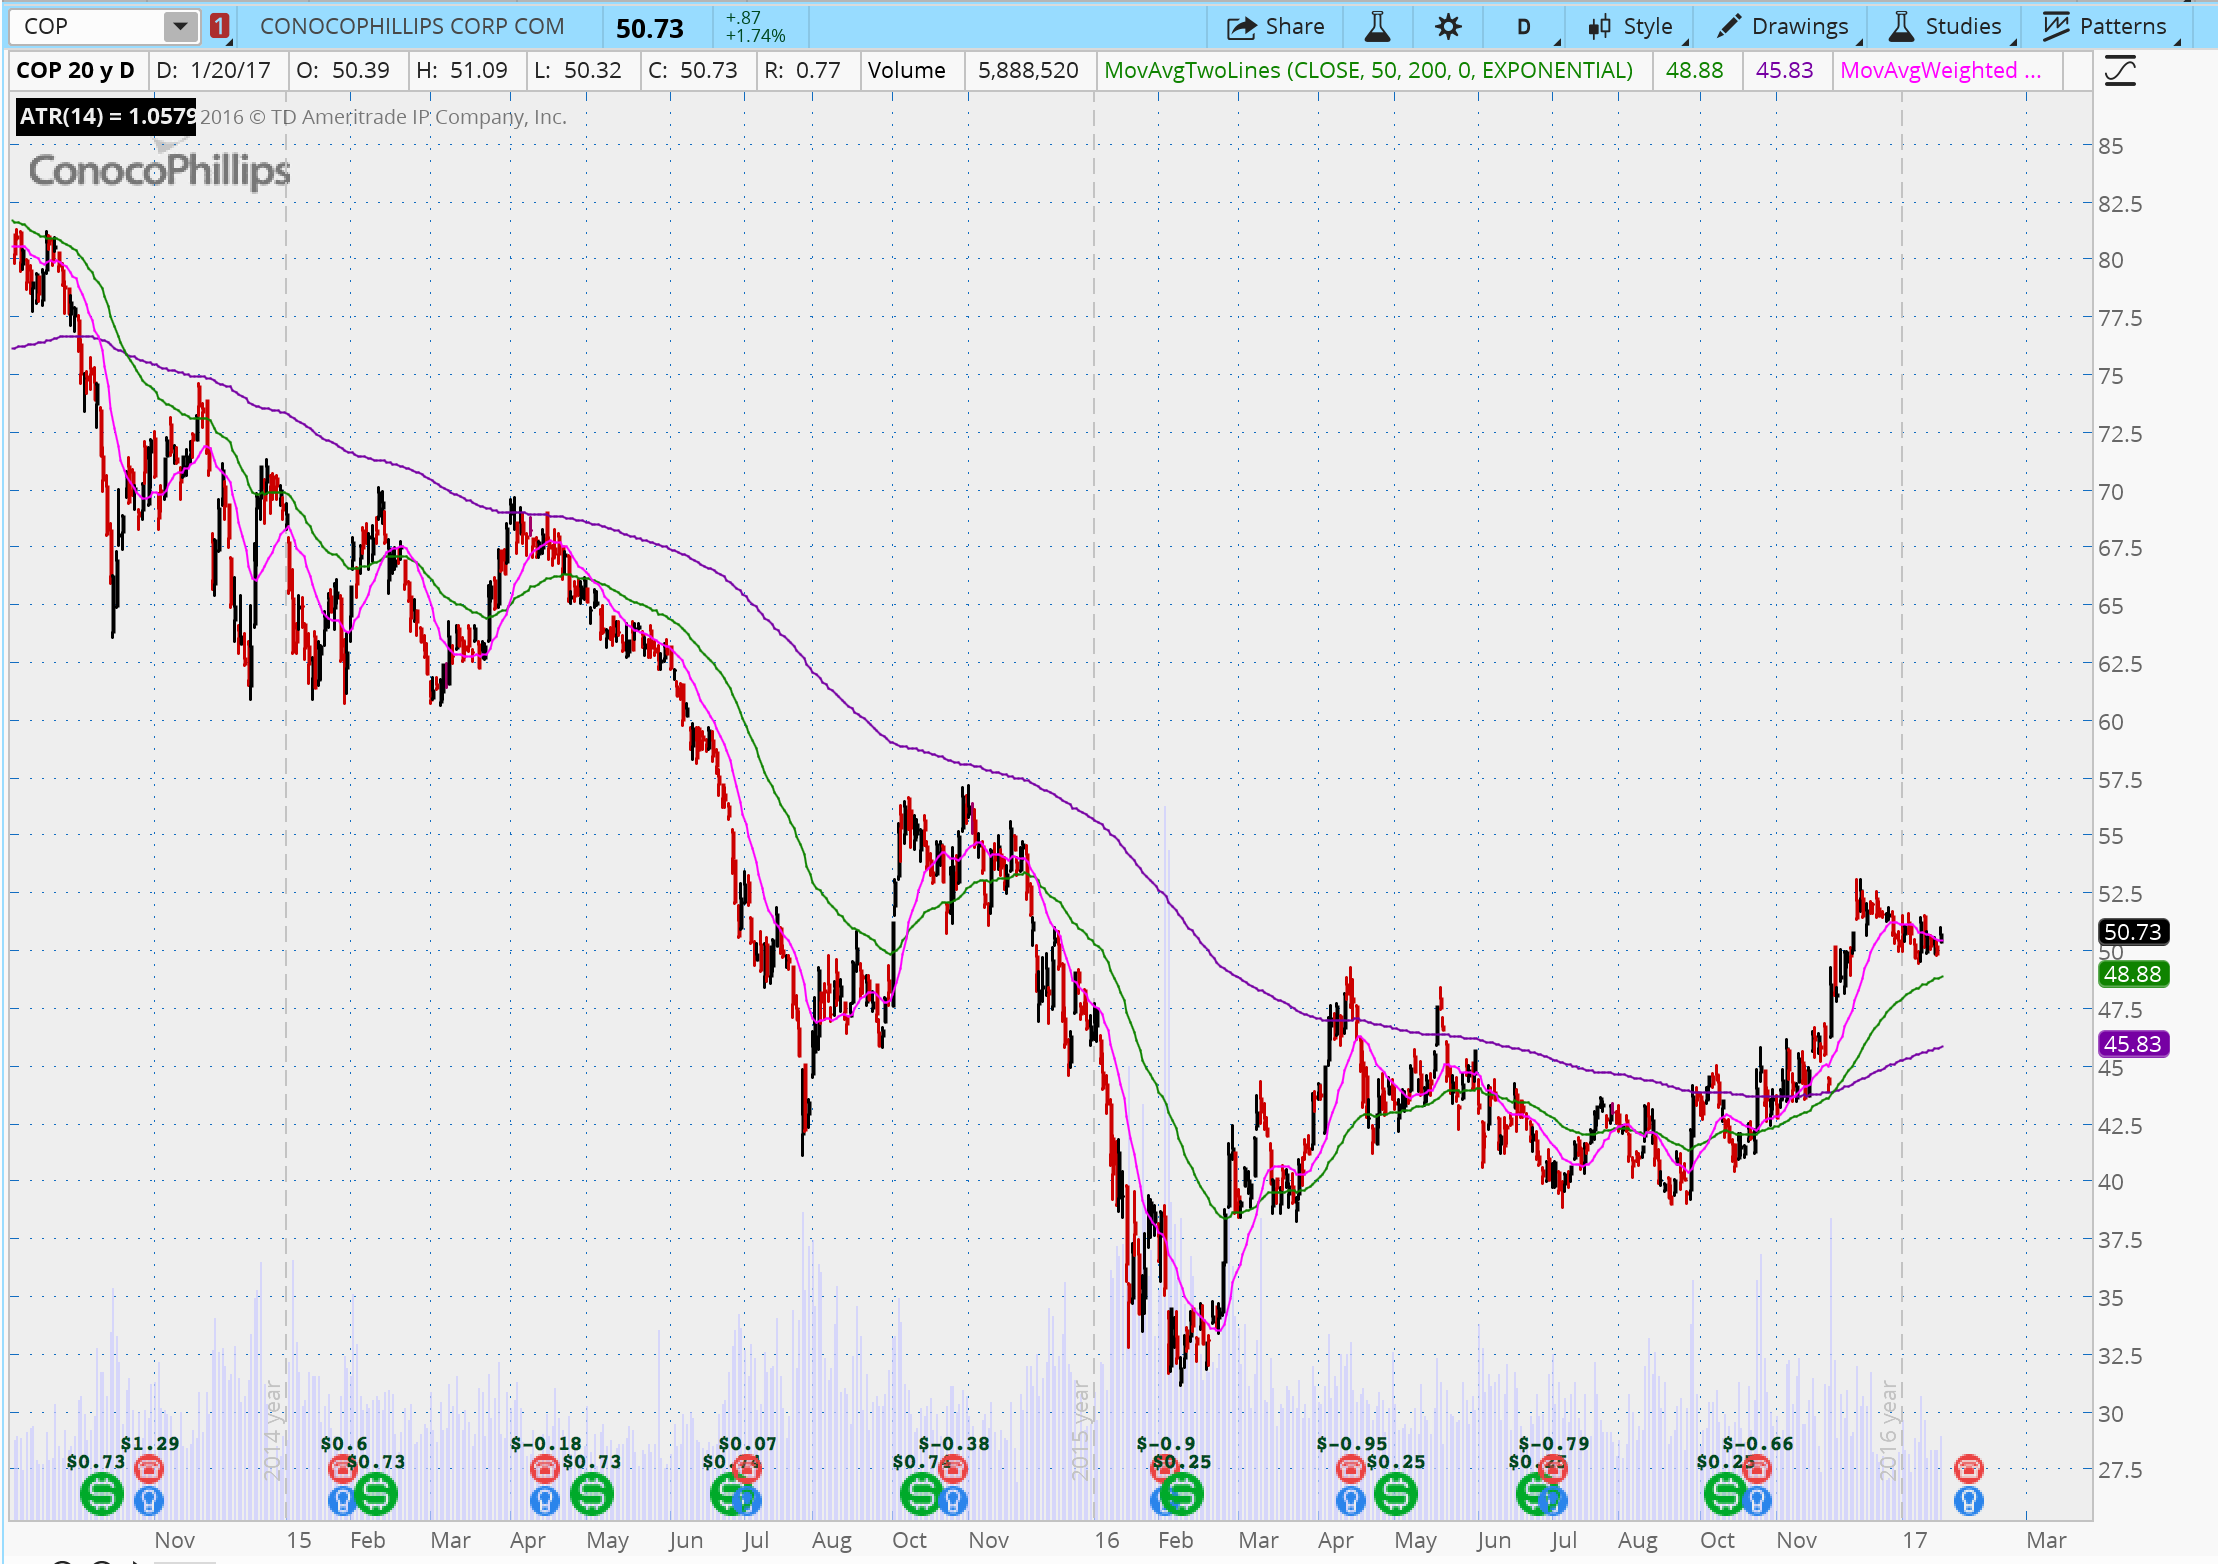 COP 1 CONOCOPHILLIPS CORP COM 50.73 +.87 +1.74% Share D Style Drawings Studies Patterns
COP 20 y D D: 1/20/17 O: 50.39 H: 51.09 L: 50.32 C: 50.73 R: 0.77 Volume 5,888,520 MovAvgTwoLines (CLOSE, 50, 200, 0, EXPONENTIAL) 48.88 45.83 MovAvgWeighted ...
ATR(14) = 1.0579 2016 © TD Ameritrade IP Company, Inc.
ConocoPhillips
85
82.5
80
77.5
75
72.5
70
67.5
65
62.5
60
57.5
55
52.5
50.73
50
48.88
47.5
45.83
45
42.5
40
37.5
35
32.5
30
27.5
2014 year
2015 year
2016 year
$1.29 $0.6 $-0.18 $0.07 $-0.38 $-0.9 $-0.95 $-0.79 $-0.66
$0.73 $0.73 $0.73 $0.25 $0.25
Nov 15 Feb Mar Apr May Jun Jul Aug Oct Nov 16 Feb Mar Apr May Jun Jul Aug Oct Nov 17 Mar